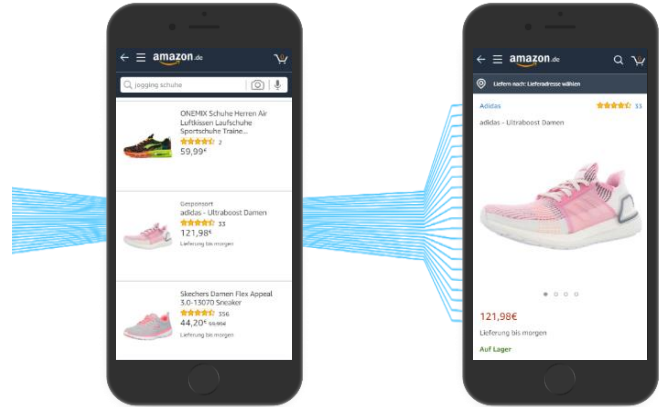 amazon.de
jogging schuhe
ONEMIX Schuhe Herren Air
Luftkissen Laufschuhe
Sportschuhe Traine...
2
59,99€
Gesponsort
adidas - Ultraboost Damen
33
121,98€
Lieferung bis morgen
Skechers Damen Flex Appeal
3.0-13070 Sneaker
356
44,20€
Lieferung bis morgen
amazon.de
Liefern nach: Lieferadresse wählen
Adidas
33
adidas - Ultraboost Damen
121,98€
Lieferung bis morgen
Auf Lager